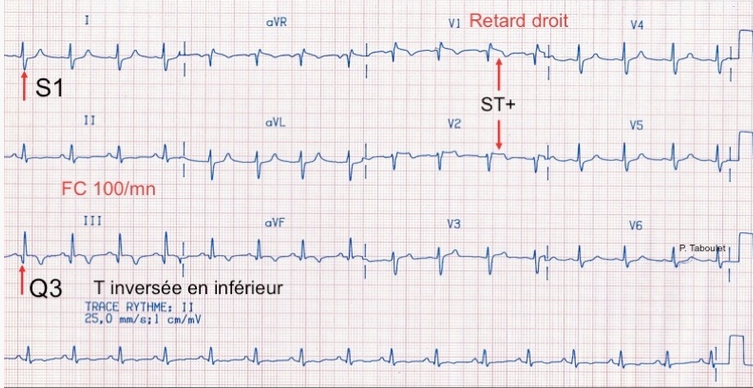 I aVR V1 Retard droit V4
S1
ST+
II aVL V2 V5
FC 100/mn
III aVF V3 V6
P. Taboulet
Q3 T inversée en inférieur
TRACE RYTHME: II
25,0 mm/s;1 cm/mV